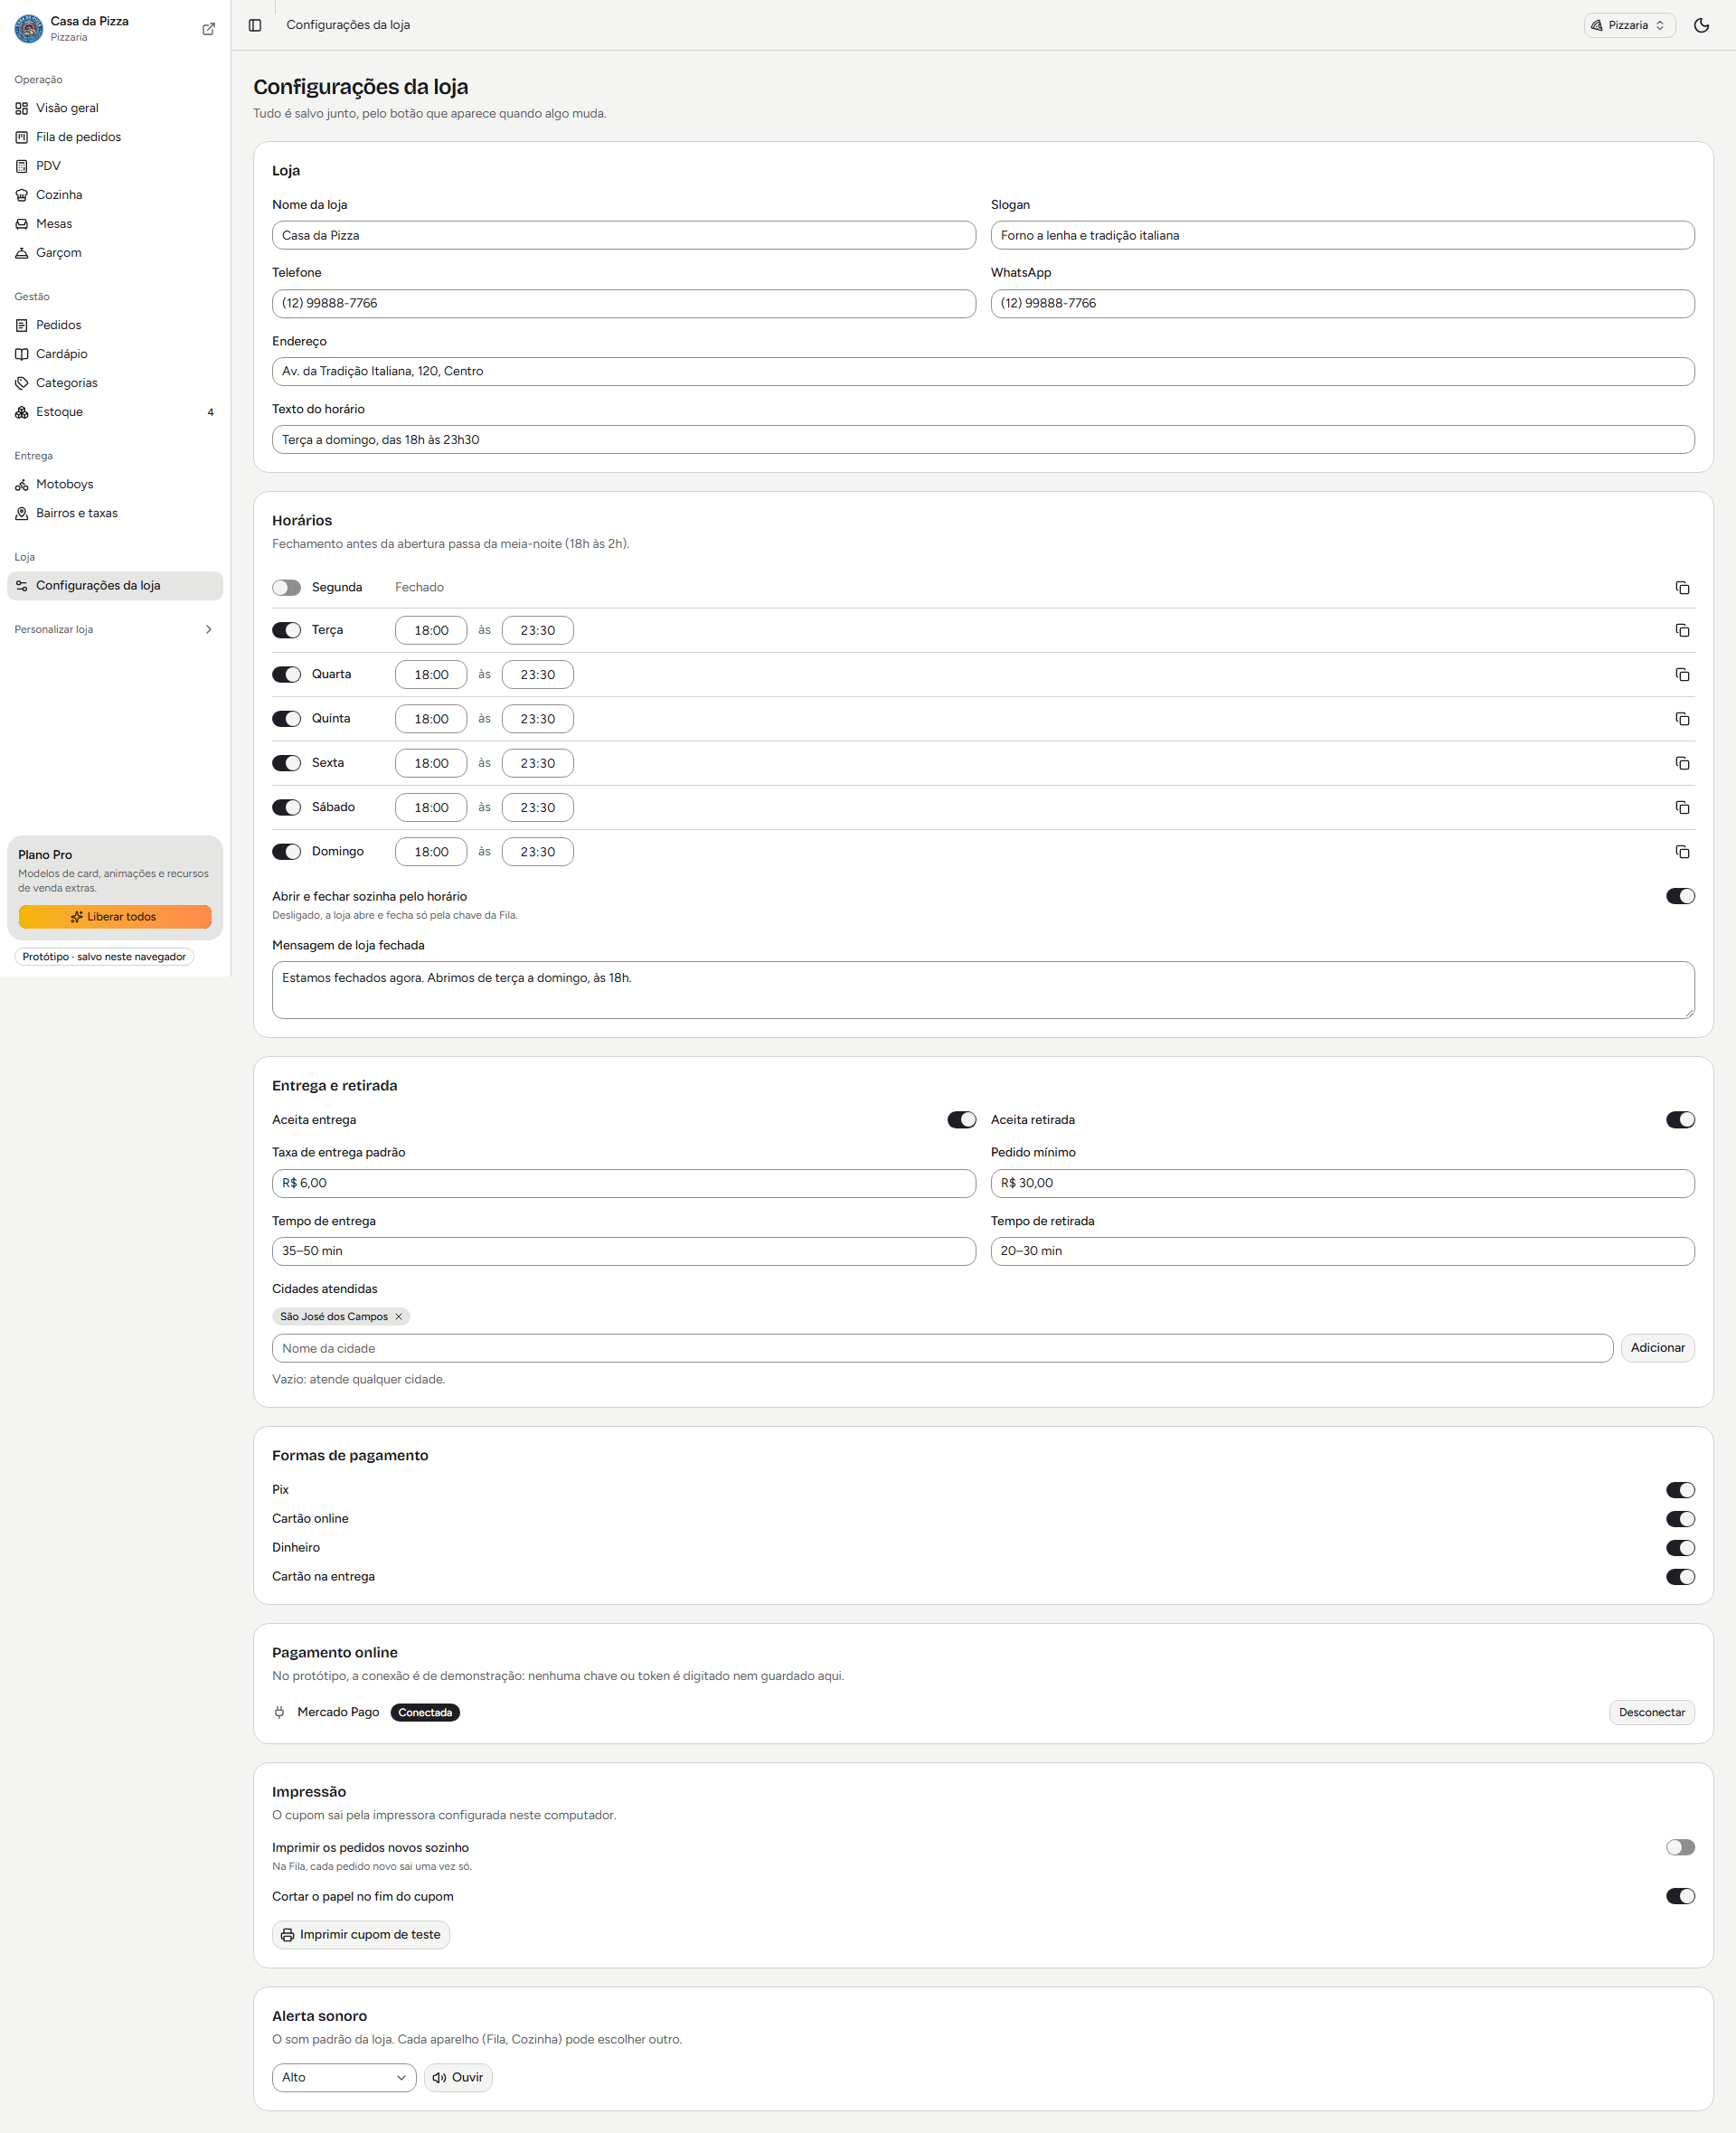 Casa da Pizza
Pizzaria
Operação
Visão geral
Fila de pedidos
PDV
Cozinha
Mesas
Garçom
Gestão
Pedidos
Cardápio
Categorias
Estoque 4
Entrega
Motoboys
Bairros e taxas
Loja
Configurações da loja
Personalizar loja
Plano Pro
Modelos de card, animações e recursos
de venda extras.
Liberar todos
Protótipo · salvo neste navegador
Configurações da loja
Pizzaria
Configurações da loja
Tudo é salvo junto, pelo botão que aparece quando algo muda.
Loja
Nome da loja
Casa da Pizza
Slogan
Forno a lenha e tradição italiana
Telefone
(12) 99888-7766
WhatsApp
(12) 99888-7766
Endereço
Av. da Tradição Italiana, 120, Centro
Texto do horário
Terça a domingo, das 18h às 23h30
Horários
Fechamento antes da abertura passa da meia-noite (18h às 2h).
Segunda Fechado
Terça 18:00 às 23:30
Quarta 18:00 às 23:30
Quinta 18:00 às 23:30
Sexta 18:00 às 23:30
Sábado 18:00 às 23:30
Domingo 18:00 às 23:30
Abrir e fechar sozinha pelo horário
Desligado, a loja abre e fecha só pela chave da Fila.
Mensagem de loja fechada
Estamos fechados agora. Abrimos de terça a domingo, às 18h.
Entrega e retirada
Aceita entrega
Aceita retirada
Taxa de entrega padrão
R$ 6,00
Pedido mínimo
R$ 30,00
Tempo de entrega
35–50 min
Tempo de retirada
20–30 min
Cidades atendidas
São José dos Campos
Nome da cidade
Adicionar
Vazio: atende qualquer cidade.
Formas de pagamento
Pix
Cartão online
Dinheiro
Cartão na entrega
Pagamento online
No protótipo, a conexão é de demonstração: nenhuma chave ou token é digitado nem guardado aqui.
Mercado Pago Conectada
Desconectar
Impressão
O cupom sai pela impressora configurada neste computador.
Imprimir os pedidos novos sozinho
Na Fila, cada pedido novo sai uma vez só.
Cortar o papel no fim do cupom
Imprimir cupom de teste
Alerta sonoro
O som padrão da loja. Cada aparelho (Fila, Cozinha) pode escolher outro.
Alto
Ouvir